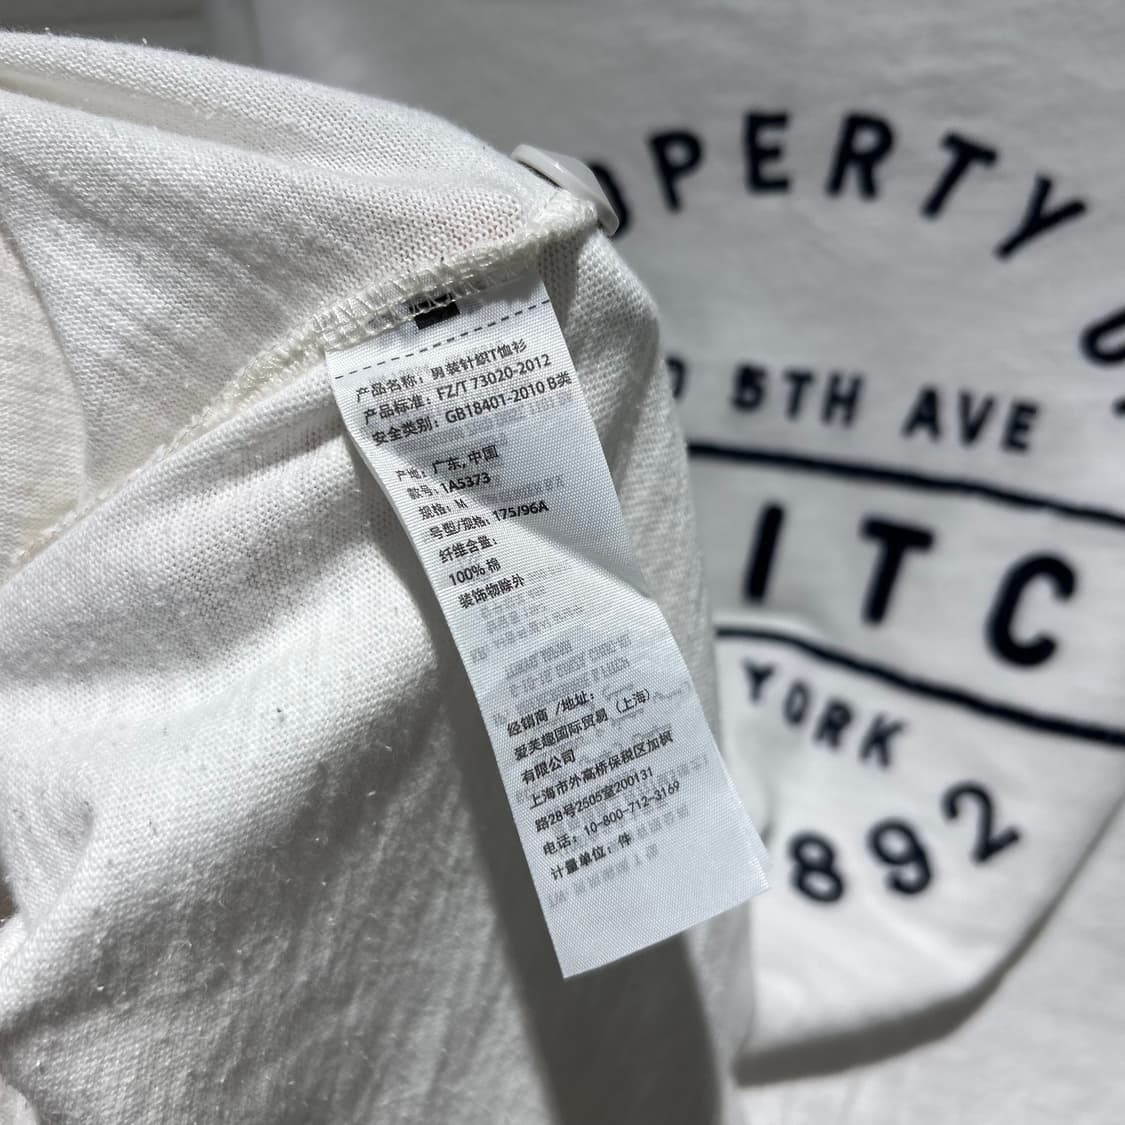 产品名称：男装针织T恤衫
产品标准：FZ/T 73020-2012
安全类别：GB18401-2010 B类
产地：广东，中国
款号：1A5373
规格：M
号型/规格：175/96A
纤维含量：
100% 棉
装饰物除外
经销商 /地址：
爱芙趣国际贸易（上海）
有限公司
上海市外高桥保税区加枫
路28号2505室200131
电话：10-800-712-3169
计量单位：件
OPERTY
5TH AVE
ITC
YORK
892